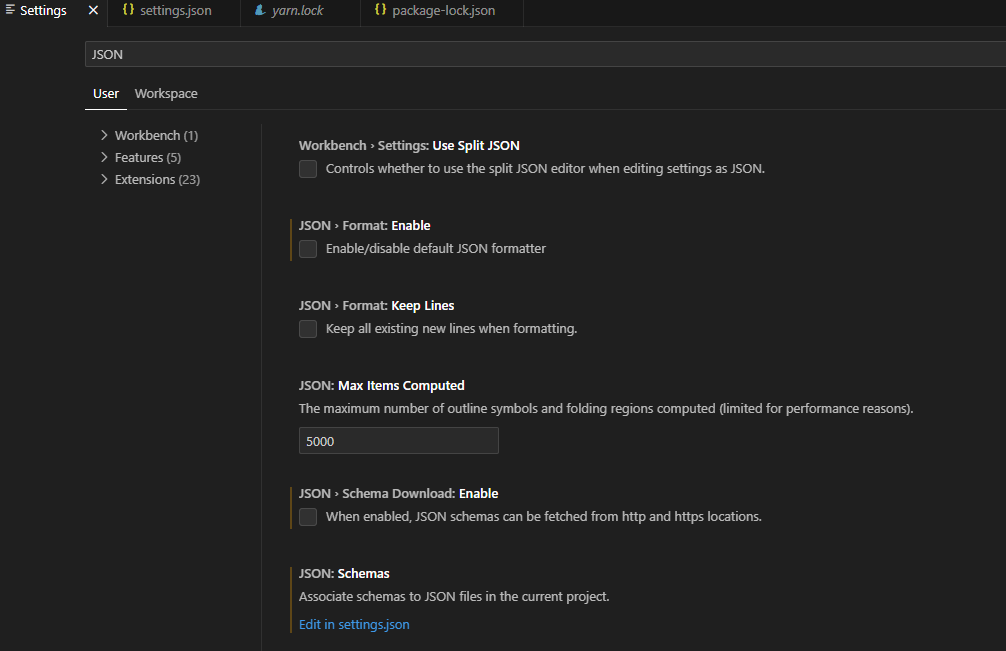 Settings
settings.json
yarn.lock
package-lock.json
JSON
User Workspace
Workbench (1)
Features (5)
Extensions (23)
Workbench › Settings: Use Split JSON
Controls whether to use the split JSON editor when editing settings as JSON.
JSON › Format: Enable
Enable/disable default JSON formatter
JSON › Format: Keep Lines
Keep all existing new lines when formatting.
JSON: Max Items Computed
The maximum number of outline symbols and folding regions computed (limited for performance reasons).
5000
JSON › Schema Download: Enable
When enabled, JSON schemas can be fetched from http and https locations.
JSON: Schemas
Associate schemas to JSON files in the current project.
Edit in settings.json